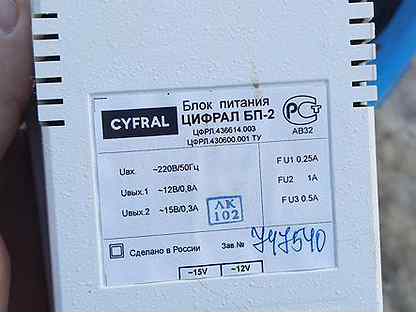 CYFRAL
Блок питания
ЦИФРАЛ БП-2
ЦФРЛ.436614.003
ЦФРЛ.430600.001 ТУ
РСТ
АВ32
Uвх. ~220В/50Гц
Uвых.1 ~12В/0,8А
Uвых.2 ~15В/0,3А
ЛК
102
FU1 0.25A
FU2 1A
FU3 0.5A
Сделано в России
Зав №
747540
~15V
~12V